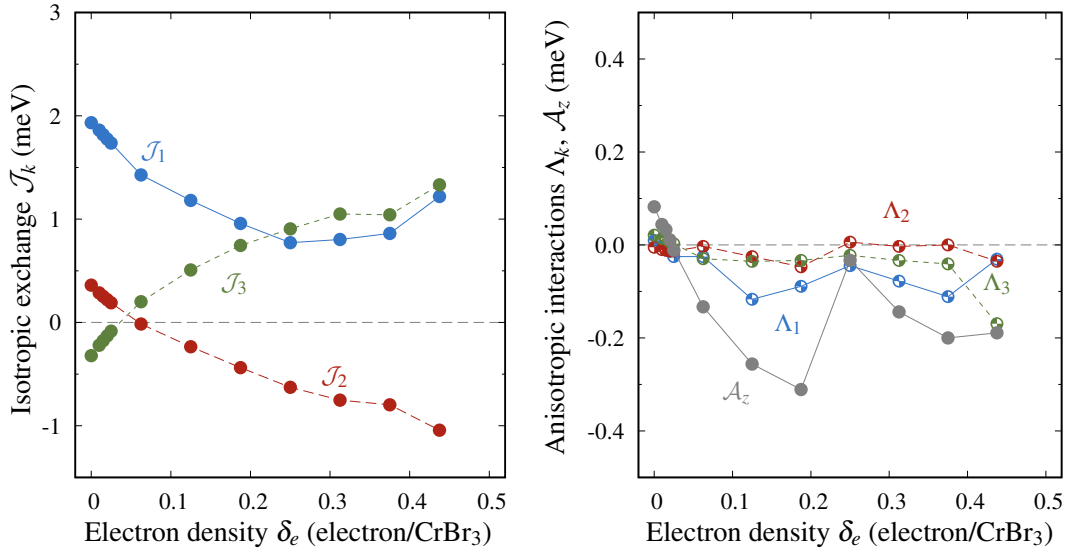 Isotropic exchange 𝒥k (meV)
3
2
1
0
-1
𝒥1
𝒥3
𝒥2
0
0.1
0.2
0.3
0.4
0.5
Electron density δe (electron/CrBr3)
Anisotropic interactions Λk, 𝒜z (meV)
0.4
0.2
0.0
-0.2
-0.4
Λ2
Λ3
Λ1
𝒜z
0
0.1
0.2
0.3
0.4
0.5
Electron density δe (electron/CrBr3)